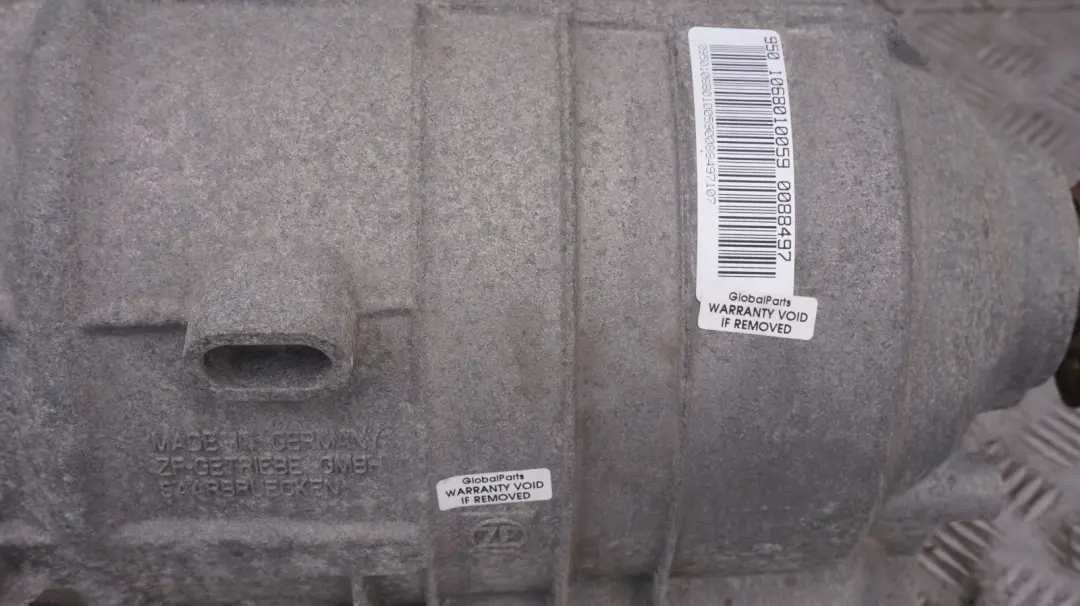 950 1068010059 0088497
095010680100590088497107
GlobalParts
WARRANTY VOID
IF REMOVED
MADE IN GERMANY
ZF-GETRIEBE GMBH
SAARBRUECKEN
GlobalParts
WARRANTY VOID
IF REMOVED
ZF